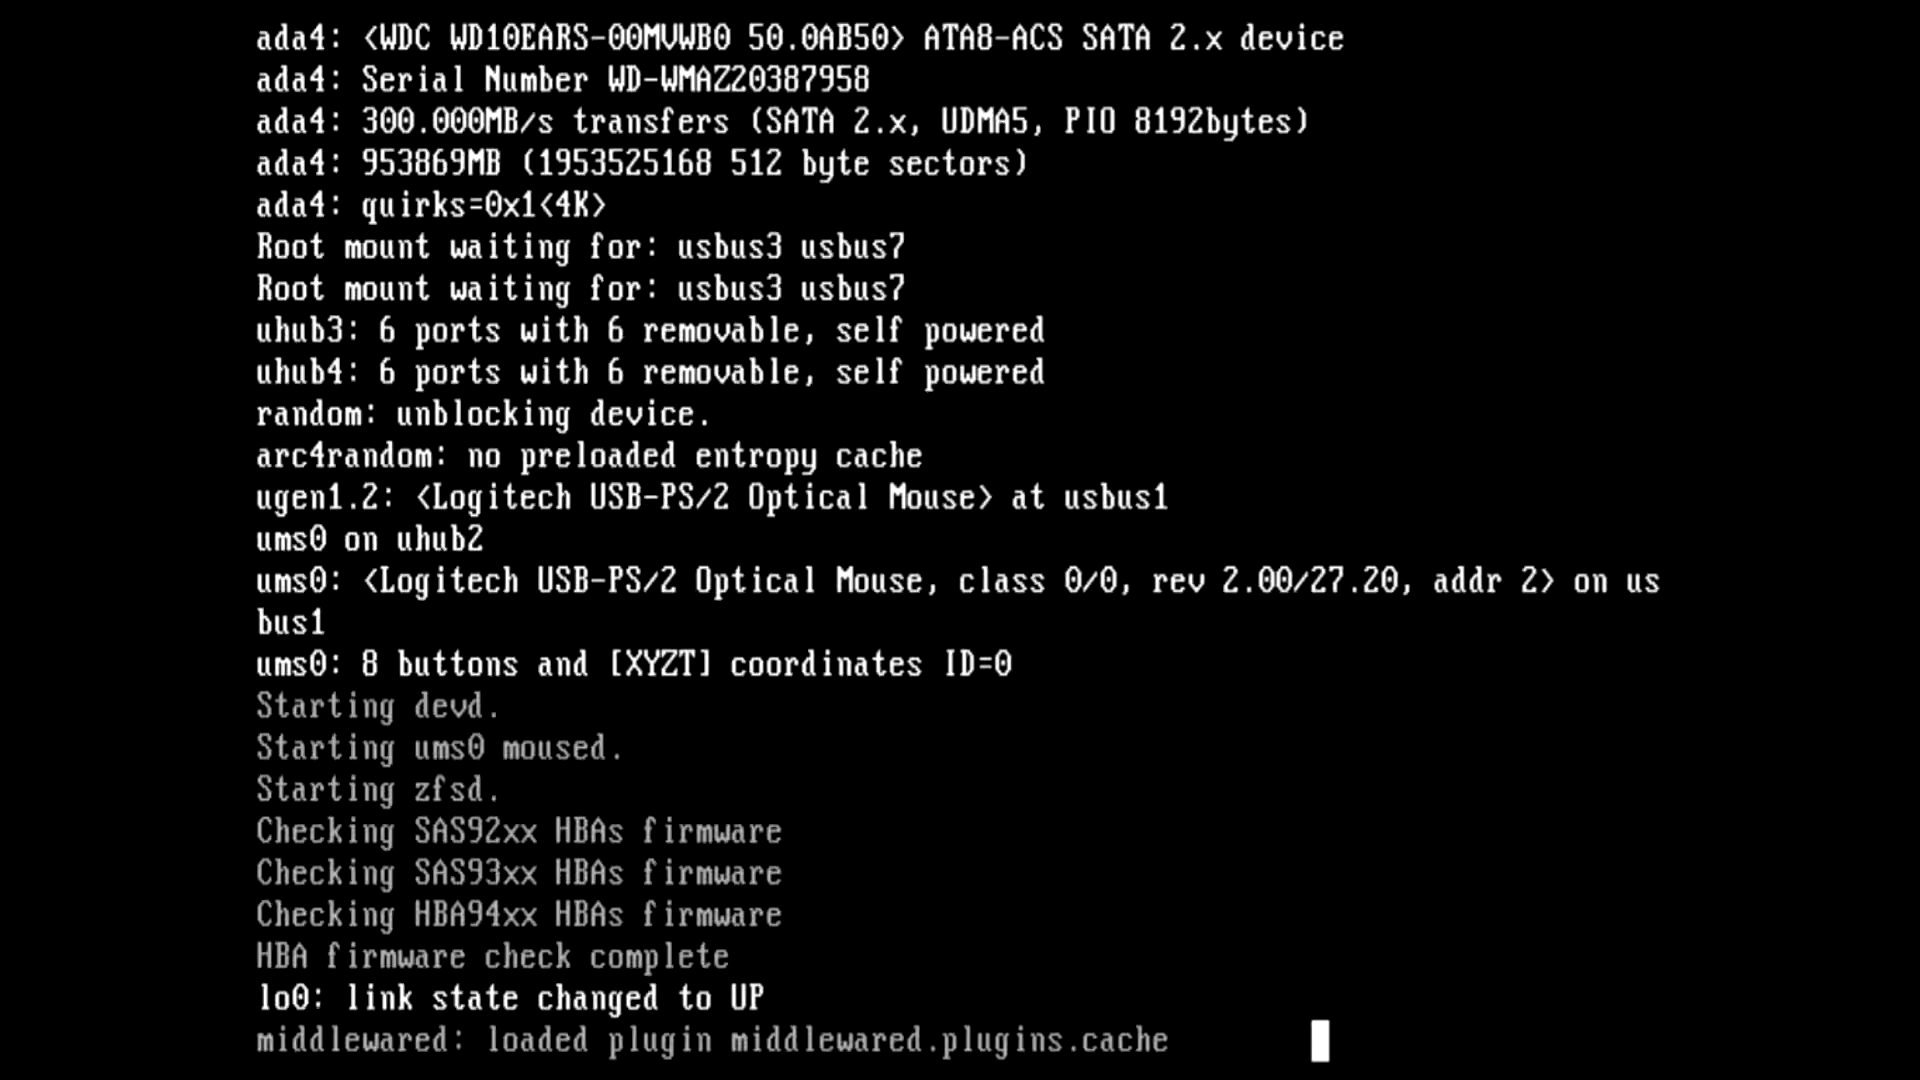 ada4: <WDC WD10EARS-00MVWB0 50.0AB50> ATA8-ACS SATA 2.x device
ada4: Serial Number WD-WMAZ20387958
ada4: 300.000MB/s transfers (SATA 2.x, UDMA5, PIO 8192bytes)
ada4: 953869MB (1953525168 512 byte sectors)
ada4: quirks=0x1<4K>
Root mount waiting for: usbus3 usbus7
Root mount waiting for: usbus3 usbus7
uhub3: 6 ports with 6 removable, self powered
uhub4: 6 ports with 6 removable, self powered
random: unblocking device.
arc4random: no preloaded entropy cache
ugen1.2: <Logitech USB-PS/2 Optical Mouse> at usbus1
ums0 on uhub2
ums0: <Logitech USB-PS/2 Optical Mouse, class 0/0, rev 2.00/27.20, addr 2> on us
bus1
ums0: 8 buttons and [XYZT] coordinates ID=0
Starting devd.
Starting ums0 moused.
Starting zfsd.
Checking SAS92xx HBAs firmware
Checking SAS93xx HBAs firmware
Checking HBA94xx HBAs firmware
HBA firmware check complete
lo0: link state changed to UP
middlewared: loaded plugin middlewared.plugins.cache